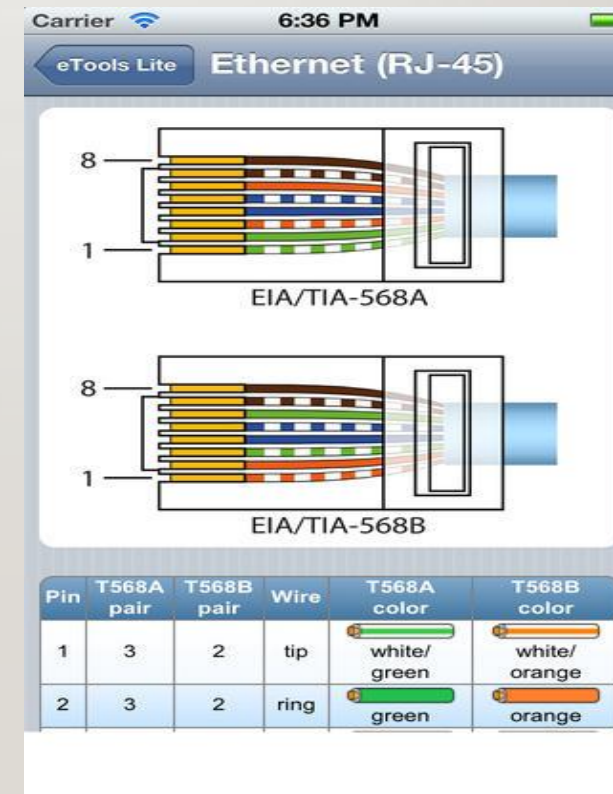 Carrier 6:36 PM
eTools Lite Ethernet (RJ-45)
8
1
EIA/TIA-568A
8
1
EIA/TIA-568B
Pin T568A pair T568B pair Wire T568A color T568B color
1 3 2 tip white/green white/orange
2 3 2 ring green orange